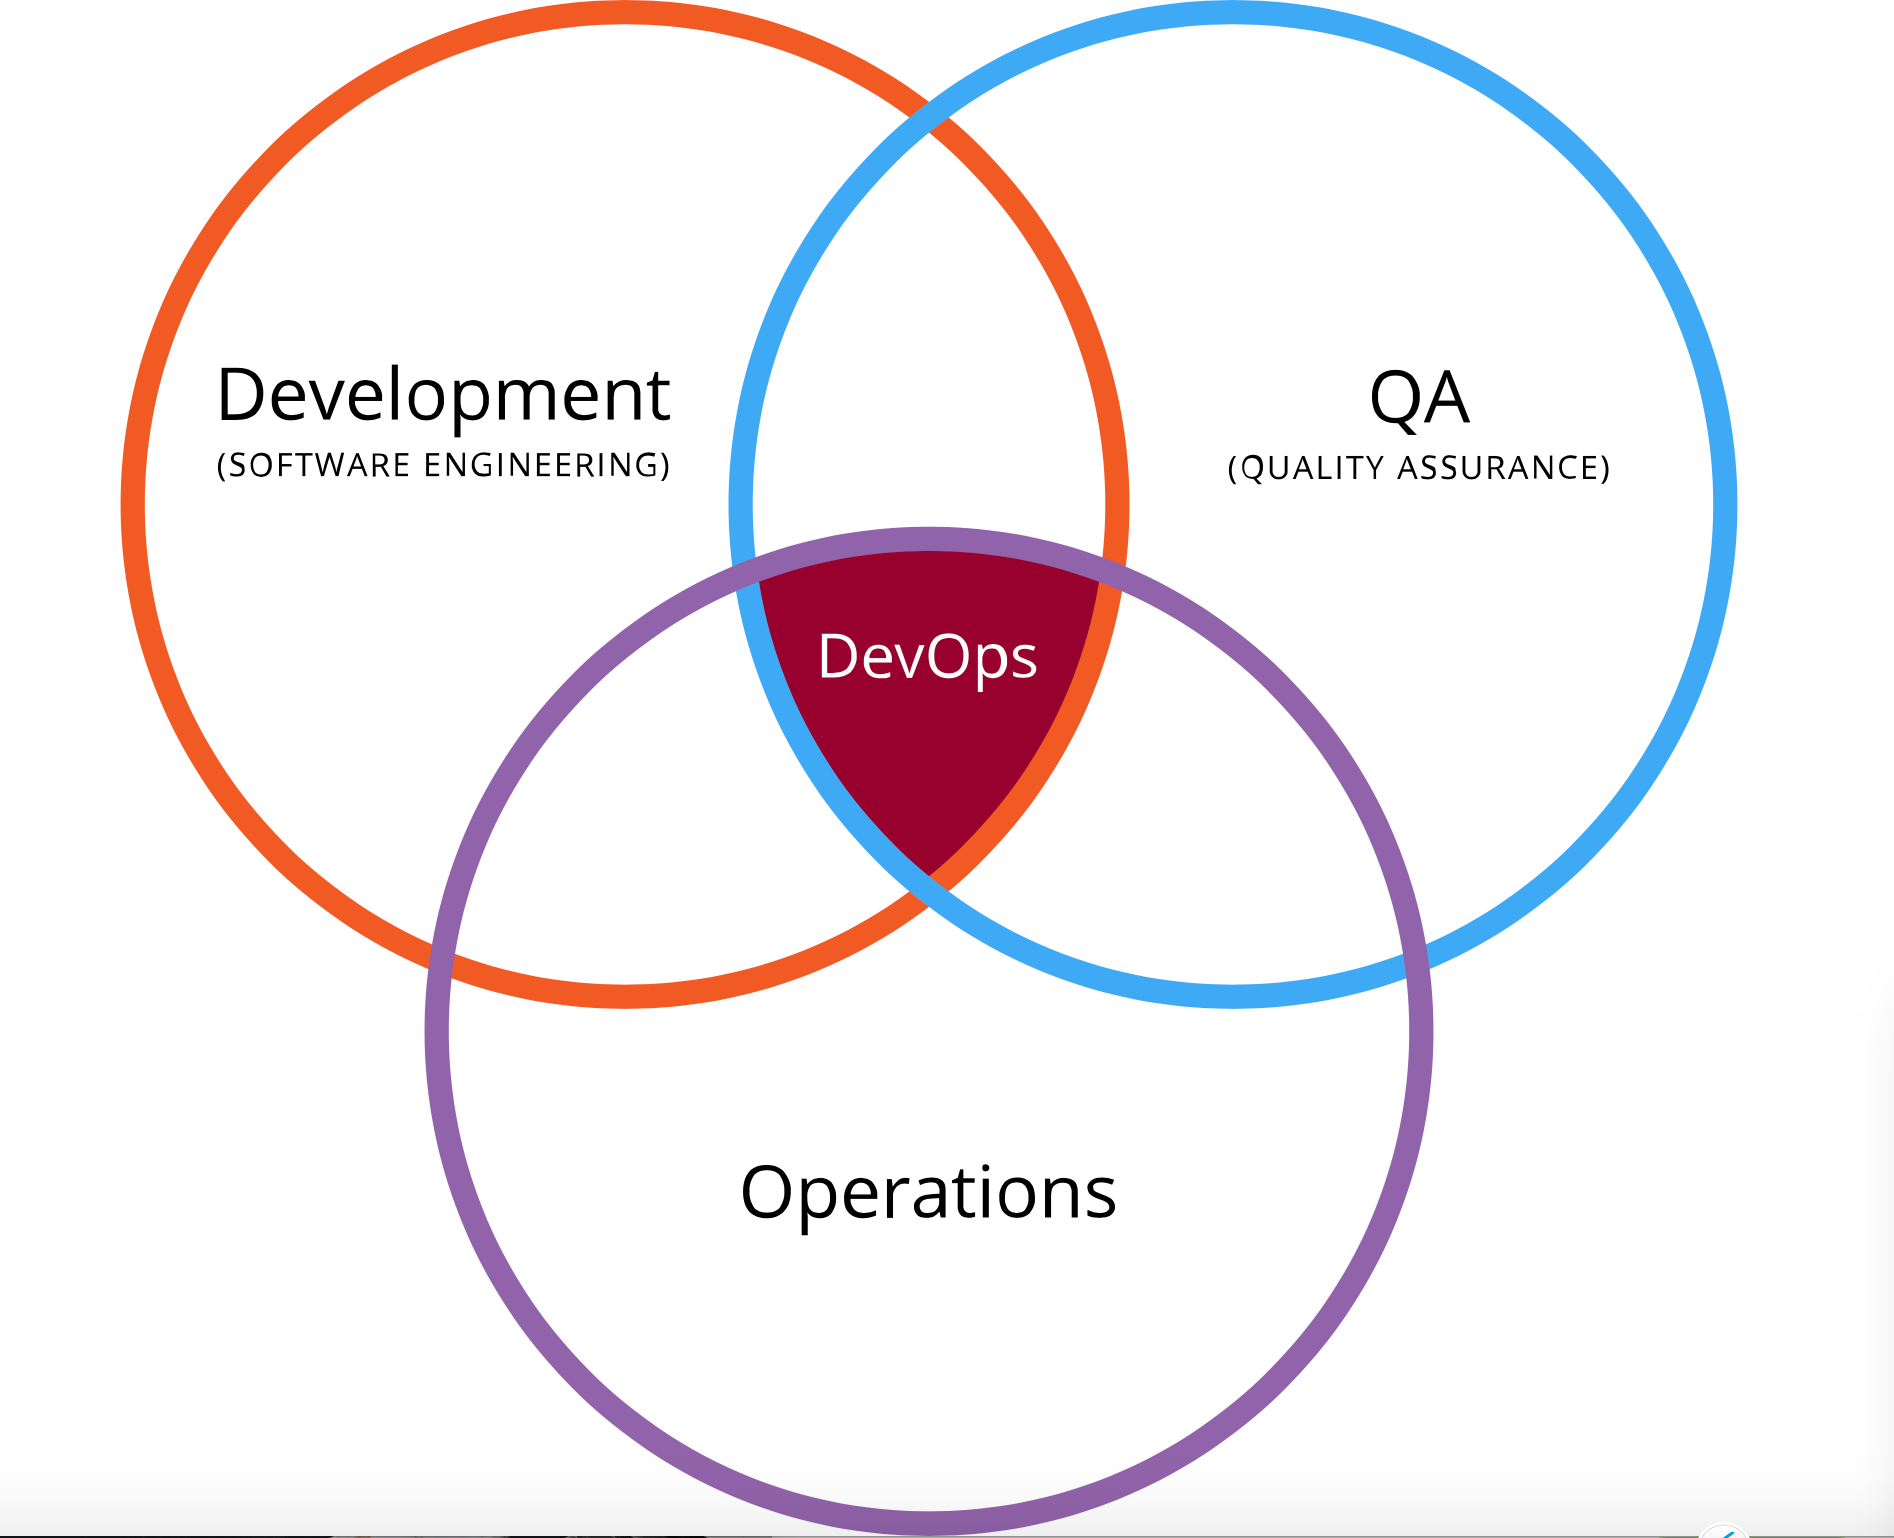 Development
(SOFTWARE ENGINEERING)
QA
(QUALITY ASSURANCE)
DevOps
Operations